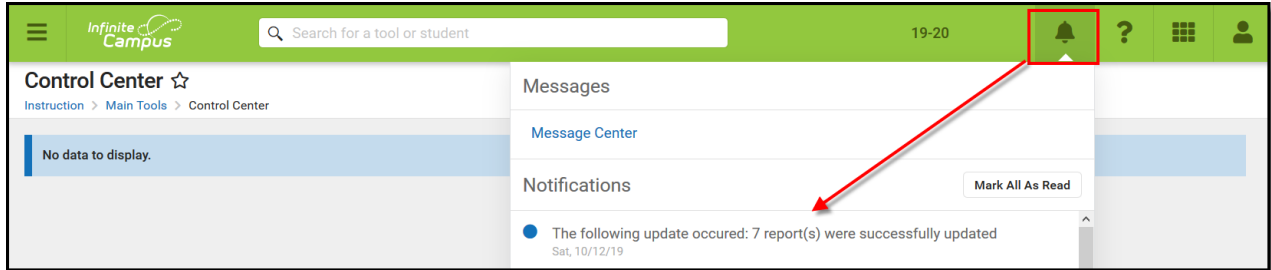 Infinite
Campus
Search for a tool or student
19-20
?
Control Center
Instruction > Main Tools > Control Center
No data to display.
Messages
Message Center
Notifications
Mark All As Read
The following update occured: 7 report(s) were successfully updated
Sat, 10/12/19